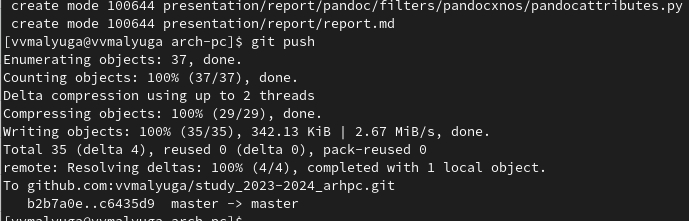 create mode 100644 presentation/report/pandoc/filters/pandocxnos/pandocattributes.py
create mode 100644 presentation/report/report.md
[vvmalyuga@vvmalyuga arch-pc]$ git push
Enumerating objects: 37, done.
Counting objects: 100% (37/37), done.
Delta compression using up to 2 threads
Compressing objects: 100% (29/29), done.
Writing objects: 100% (35/35), 342.13 KiB | 2.67 MiB/s, done.
Total 35 (delta 4), reused 0 (delta 0), pack-reused 0
remote: Resolving deltas: 100% (4/4), completed with 1 local object.
To github.com:vvmalyuga/study_2023-2024_arhpc.git
b2b7a0e..c6435d9  master -> master
[vvmalyuga@vvmalyuga arch-pc]$